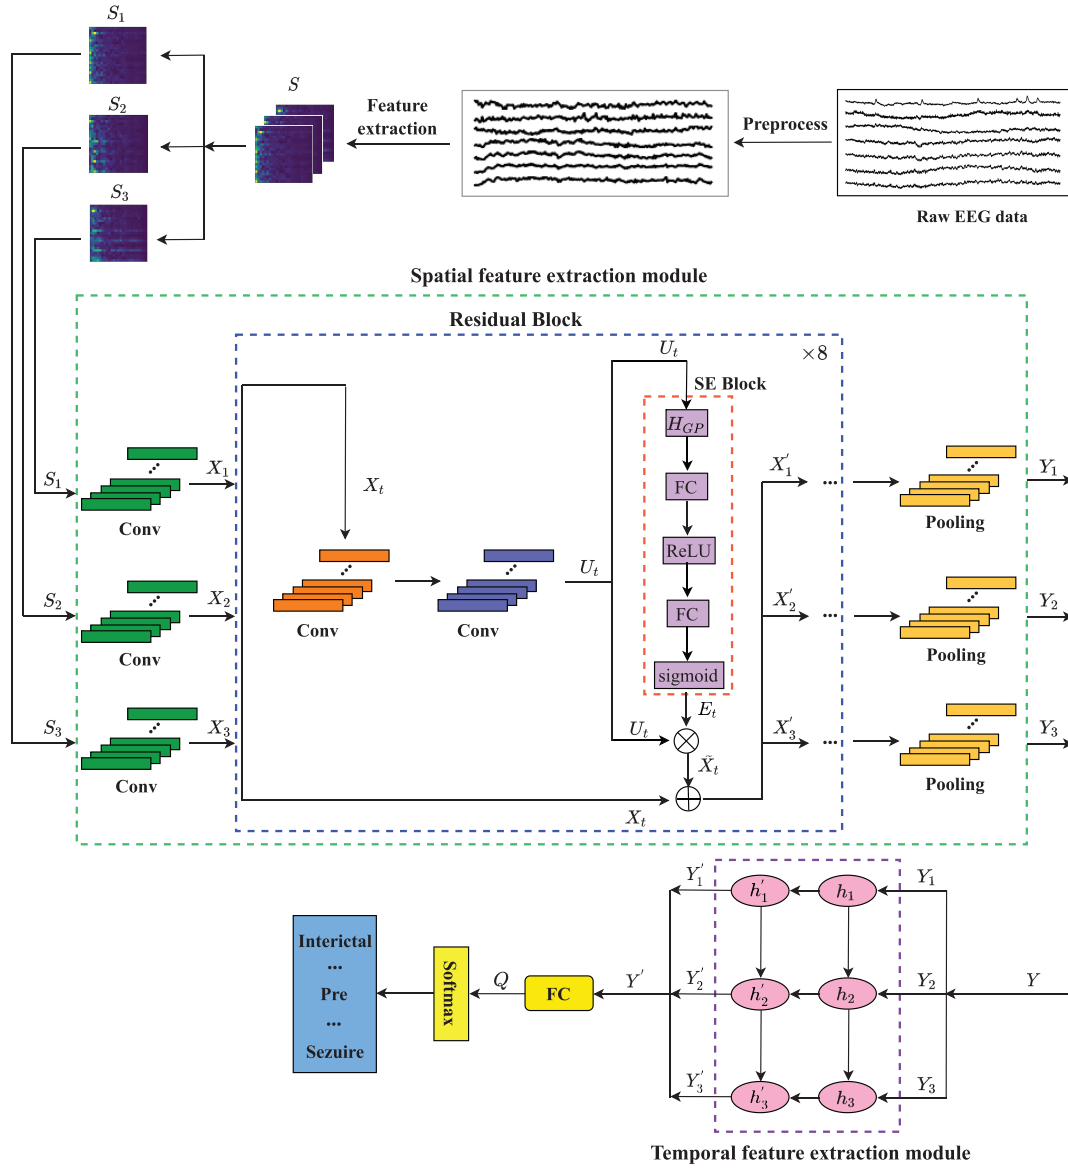 S₁
S
S₂
S₃
Feature
extraction
Preprocess
Raw EEG data
Spatial feature extraction module
Residual Block
×8
Uₜ
SE Block
H_GP
FC
ReLU
FC
sigmoid
Eₜ
Uₜ
X̃ₜ
Xₜ
S₁
Conv
X₁
S₂
Conv
X₂
S₃
Conv
X₃
Xₜ
Conv
Conv
Uₜ
X₁′
...
Pooling
Y₁
X₂′
...
Pooling
Y₂
X₃′
...
Pooling
Y₃
Interictal
...
Pre
...
Sezuire
Softmax
Q
FC
Y′
Y₁′
h₁′
h₁
Y₁
Y₂′
h₂′
h₂
Y₂
Y
Y₃′
h₃′
h₃
Y₃
Temporal feature extraction module